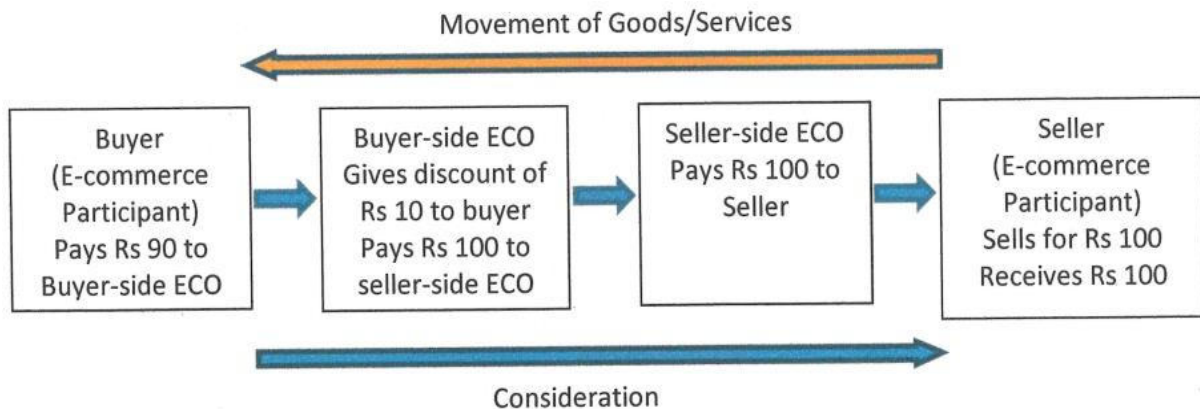 Movement of Goods/Services
Buyer
(E-commerce
Participant)
Pays Rs 90 to
Buyer-side ECO
Buyer-side ECO
Gives discount of
Rs 10 to buyer
Pays Rs 100 to
seller-side ECO
Seller-side ECO
Pays Rs 100 to
Seller
Seller
(E-commerce
Participant)
Sells for Rs 100
Receives Rs 100
Consideration